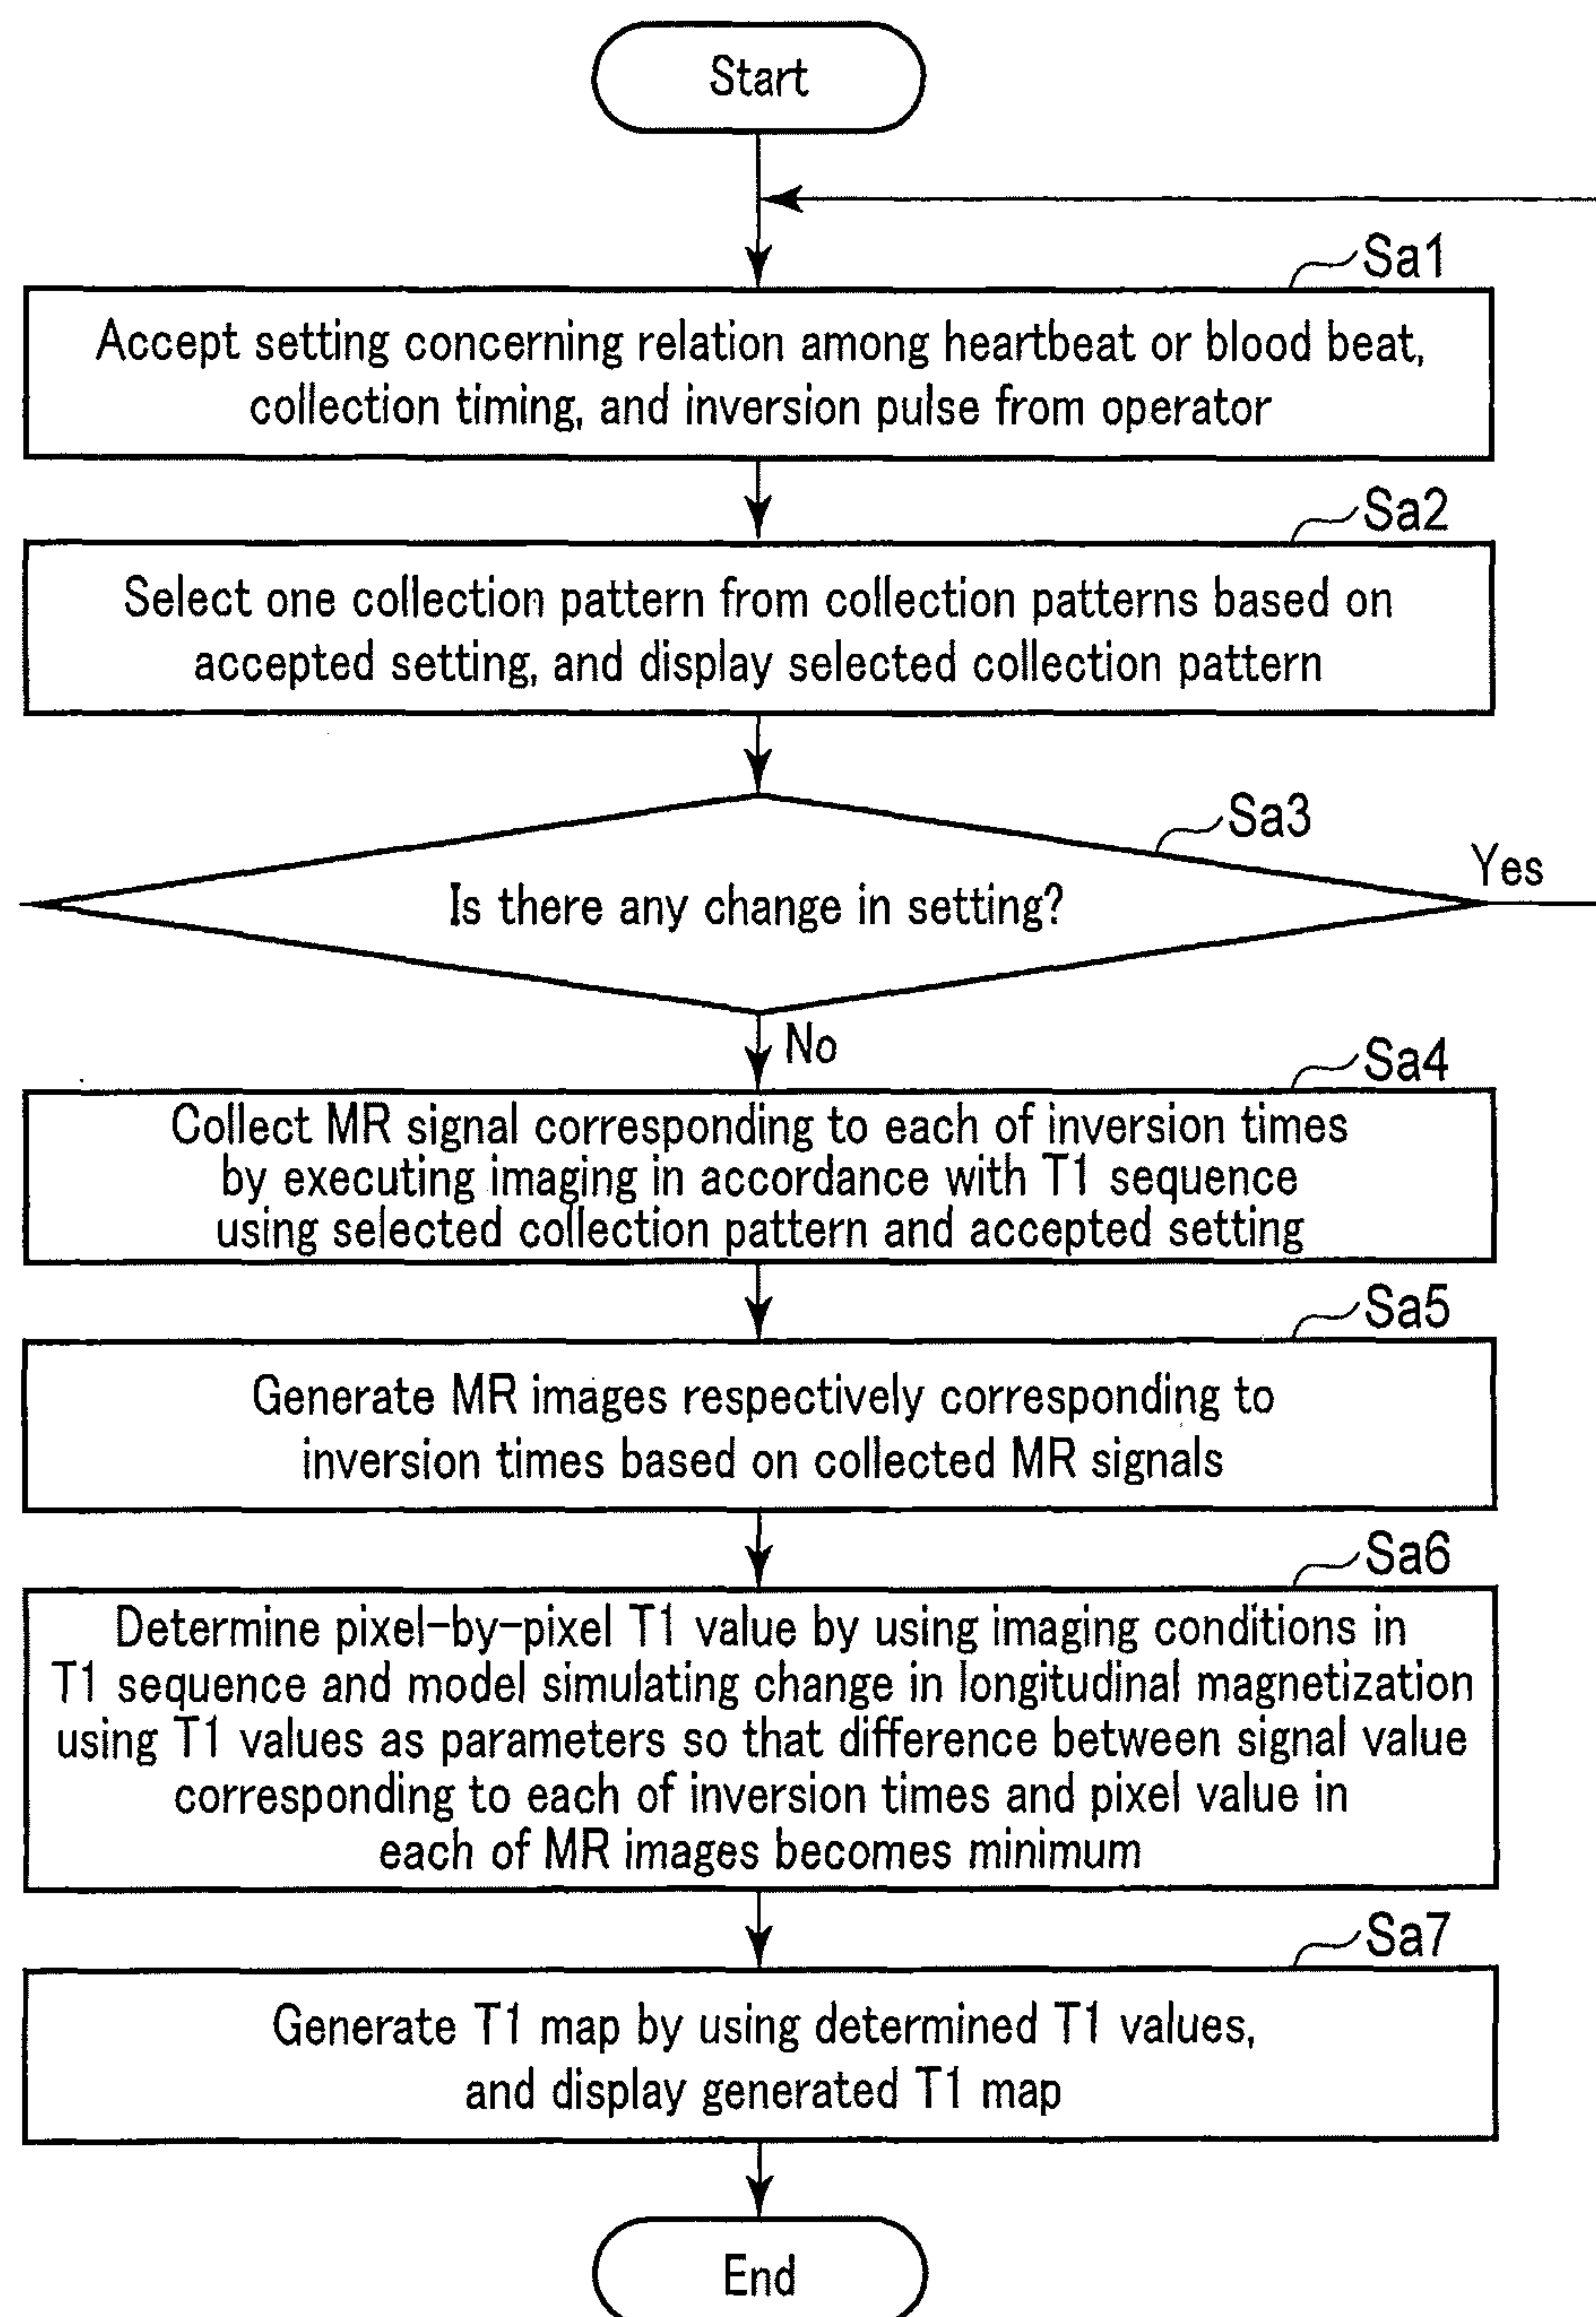 Start
Sa1
Accept setting concerning relation among heartbeat or blood beat,
collection timing, and inversion pulse from operator
Sa2
Select one collection pattern from collection patterns based on
accepted setting, and display selected collection pattern
Sa3
Is there any change in setting?
Yes
No
Sa4
Collect MR signal corresponding to each of inversion times
by executing imaging in accordance with T1 sequence
using selected collection pattern and accepted setting
Sa5
Generate MR images respectively corresponding to
inversion times based on collected MR signals
Sa6
Determine pixel-by-pixel T1 value by using imaging conditions in
T1 sequence and model simulating change in longitudinal magnetization
using T1 values as parameters so that difference between signal value
corresponding to each of inversion times and pixel value in
each of MR images becomes minimum
Sa7
Generate T1 map by using determined T1 values,
and display generated T1 map
End